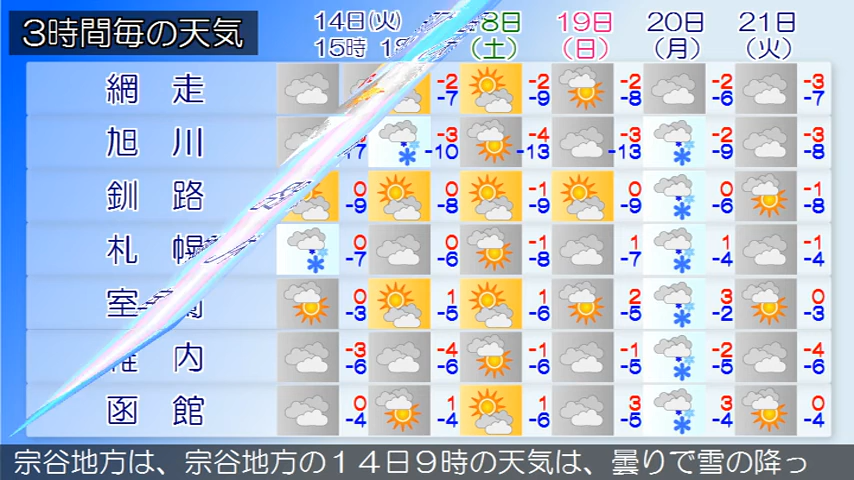 3時間毎の天気
14日(火) 8日 19日 20日 21日
15時 (土) (日) (月) (火)
網走 -2 -7 -2 -9 -2 -8 -2 -6 -3 -7
旭川 -3 -10 -4 -13 -3 -13 -2 -9 -3 -8
釧路 0 -9 0 -8 -1 -9 0 -9 0 -6 -1 -8
札幌 0 -7 0 -6 -1 -8 1 -7 1 -4 -1 -4
室蘭 0 -3 1 -5 1 -6 2 -5 3 -2 0 -3
稚内 -3 -6 -4 -6 -1 -6 -1 -5 -2 -5 -4 -6
函館 0 -4 1 -4 1 -6 3 -5 3 -4 0 -4
宗谷地方は、宗谷地方の14日9時の天気は、曇りで雪の降っ